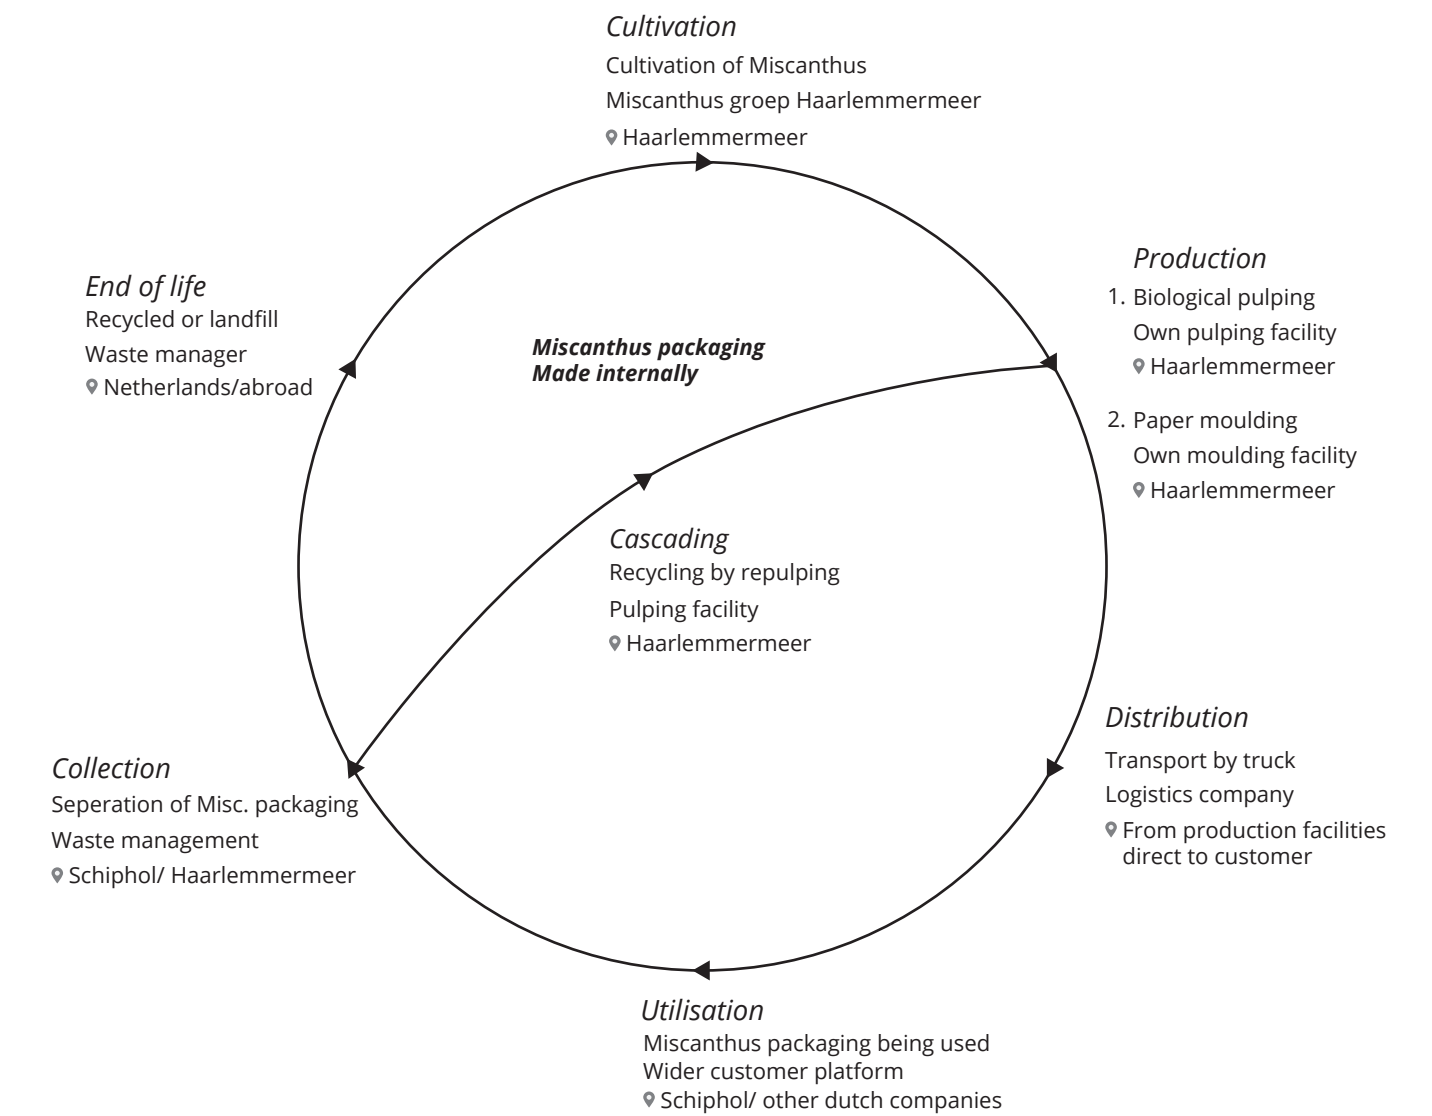 Cultivation
Cultivation of Miscanthus
Miscanthus groep Haarlemmermeer
Haarlemmermeer
Production
1. Biological pulping
Own pulping facility
Haarlemmermeer
2. Paper moulding
Own moulding facility
Haarlemmermeer
End of life
Recycled or landfill
Waste manager
Netherlands/abroad
Miscanthus packaging
Made internally
Cascading
Recycling by repulping
Pulping facility
Haarlemmermeer
Distribution
Transport by truck
Logistics company
From production facilities
direct to customer
Collection
Seperation of Misc. packaging
Waste management
Schiphol/ Haarlemmermeer
Utilisation
Miscanthus packaging being used
Wider customer platform
Schiphol/ other dutch companies